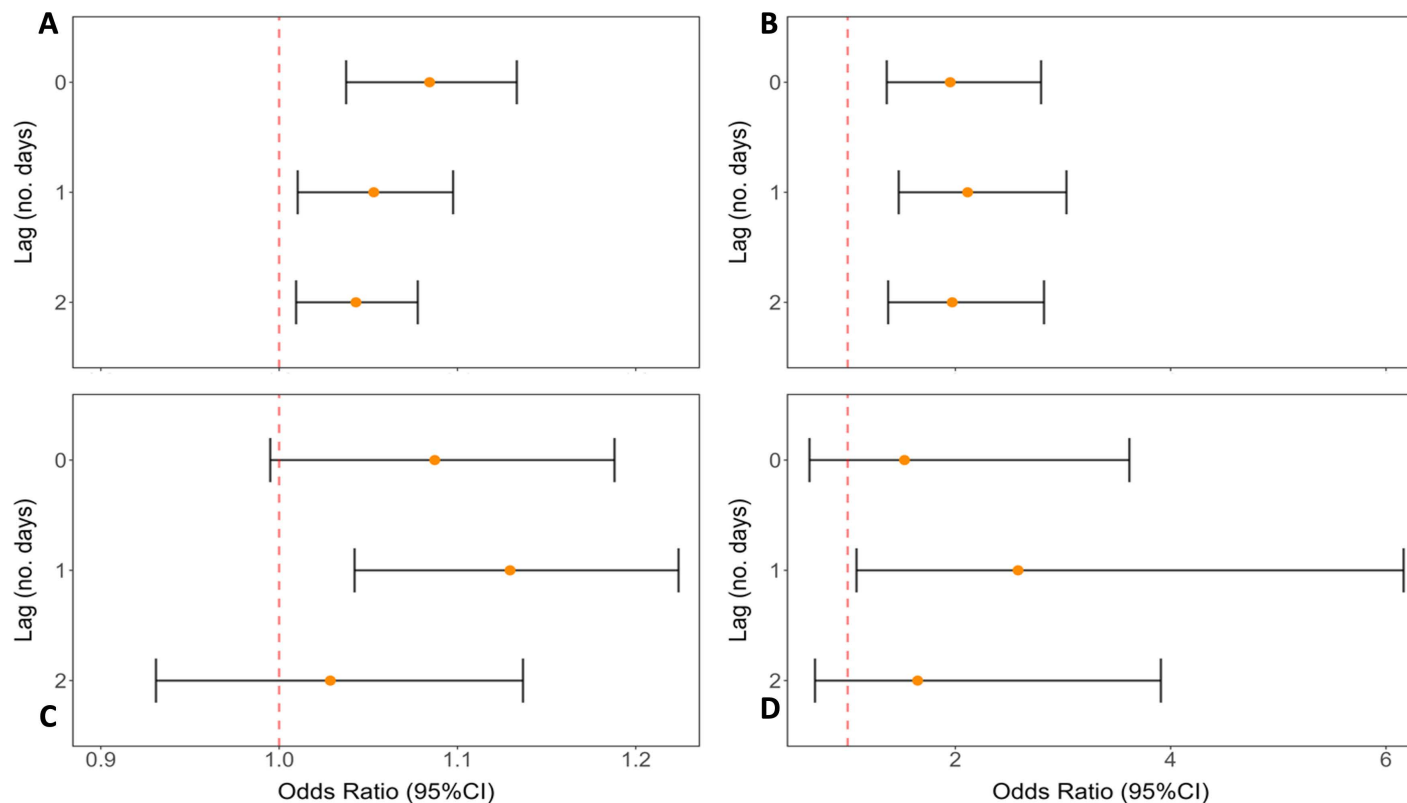 A
B
0
1
2
Lag (no. days)
0
1
2
Lag (no. days)
0
1
2
Lag (no. days)
C
0
1
2
Lag (no. days)
D
0.9
1.0
1.1
1.2
Odds Ratio (95%CI)
2
4
6
Odds Ratio (95%CI)